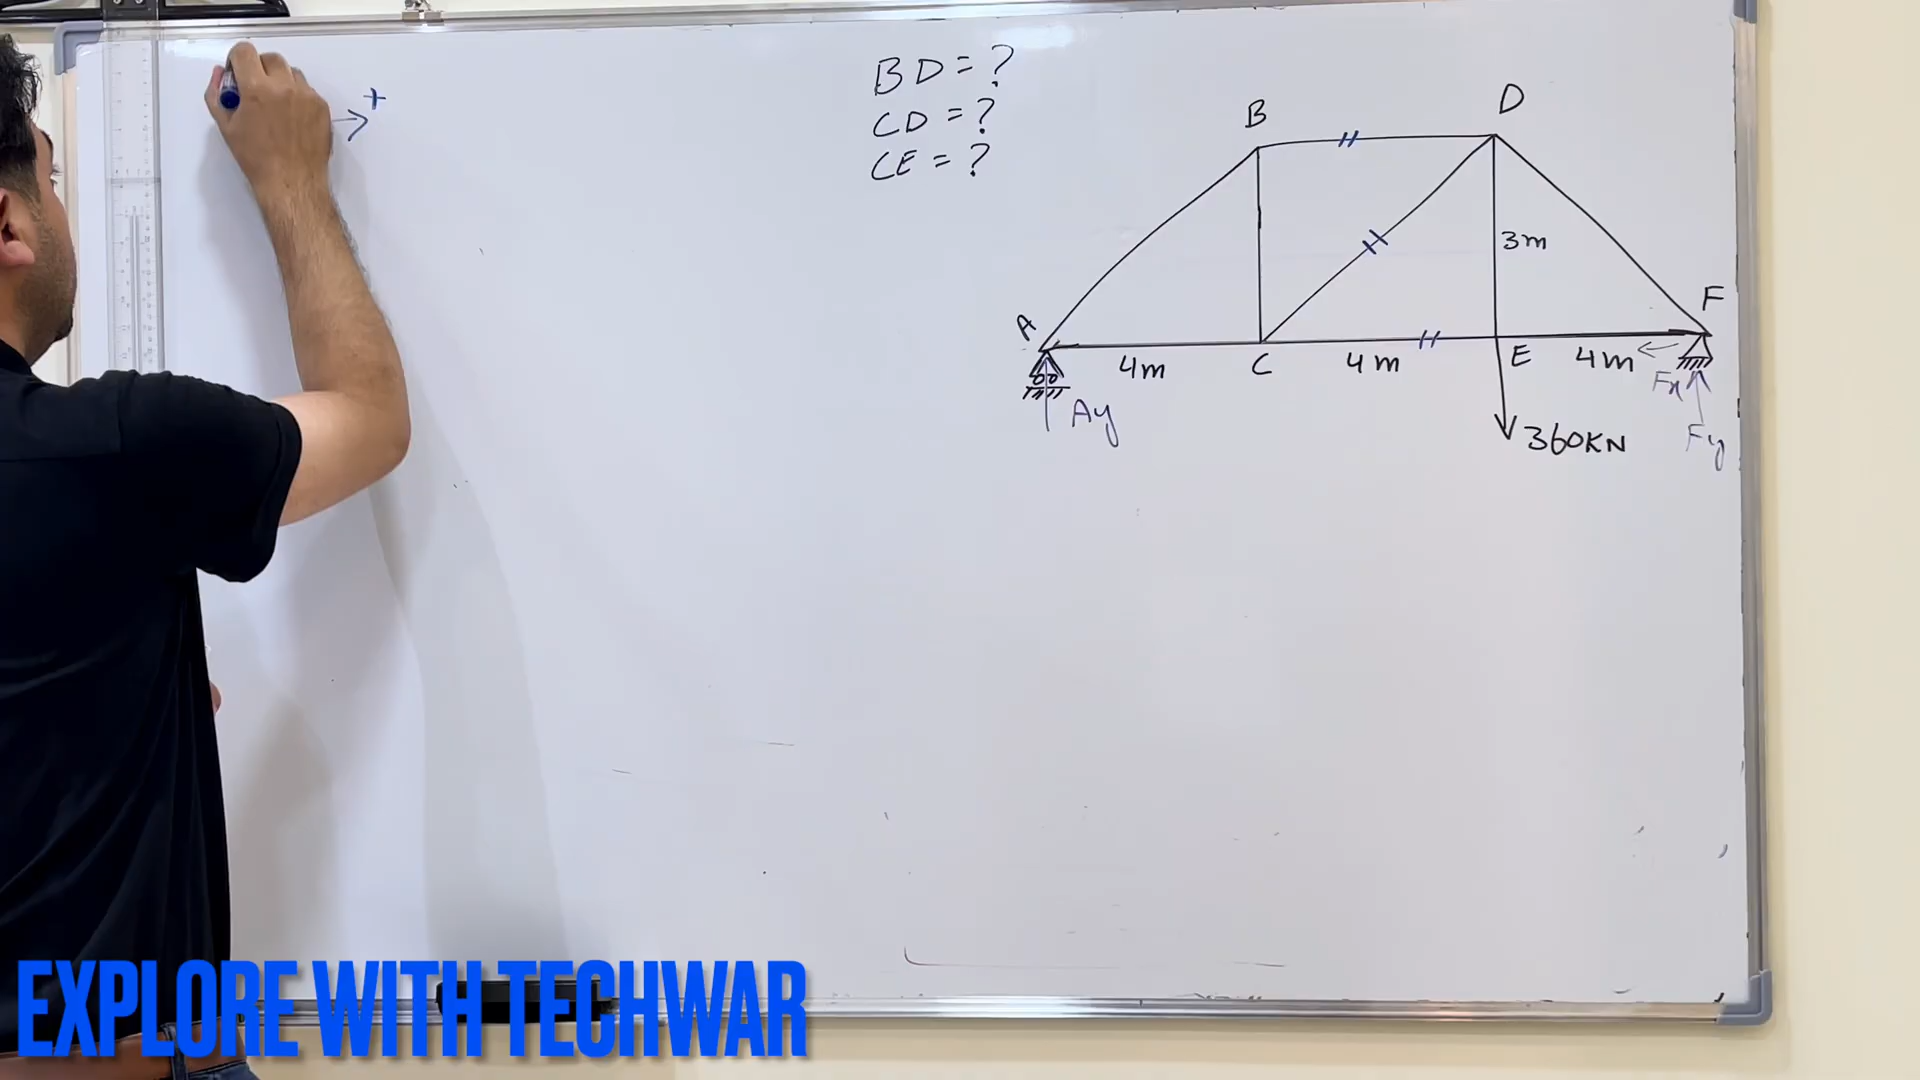 +
BD = ?
CD = ?
CE = ?
B
D
3m
A
F
4m
C
4m
E
4m
Fx
Ay
360KN
Fy
EXPLORE WITH TECHWAR